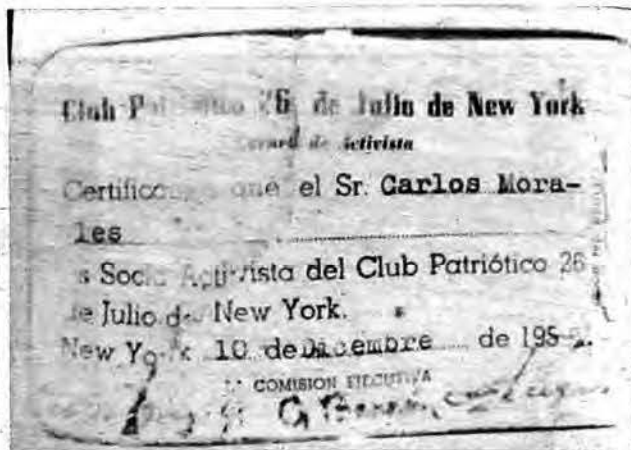 Club Patriótico 26 de Julio de New York
Carnet de Activista
Certificamos que el Sr. Carlos Mora-
les
es Socio Activista del Club Patriótico 26
de Julio de New York.
New York 10 de Diciembre de 195
COMISION EJECUTIVA